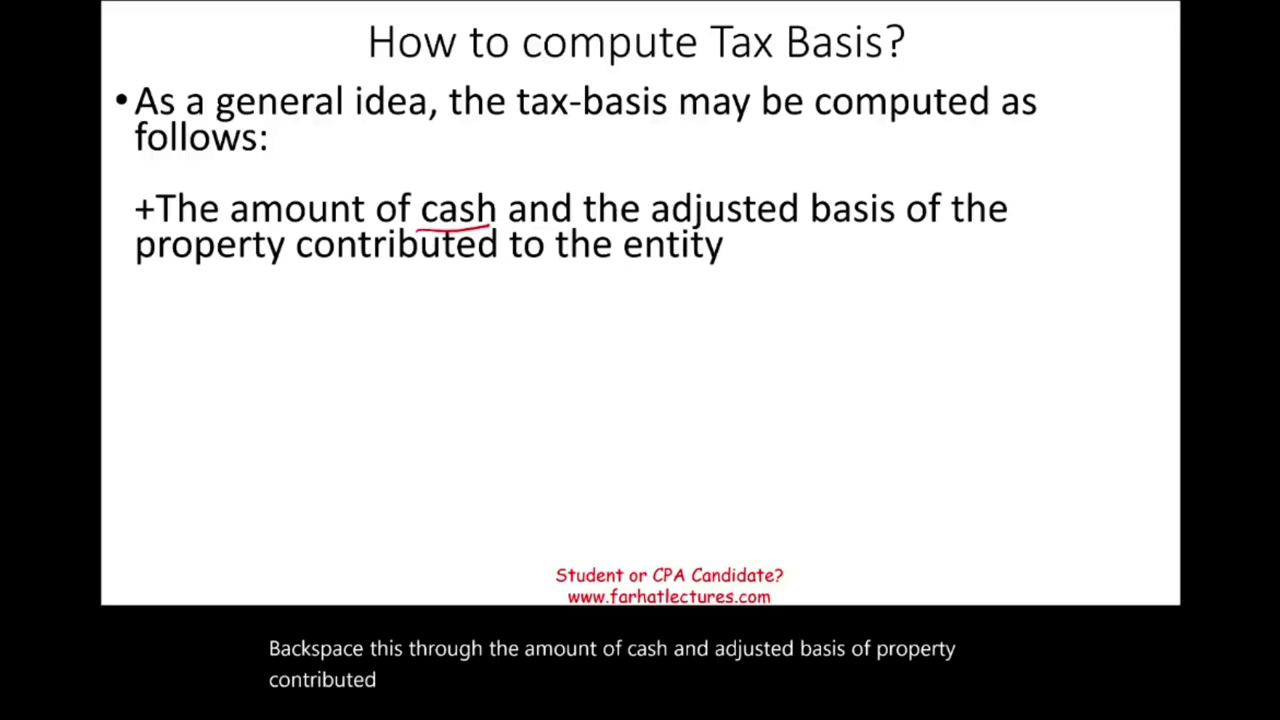 How to compute Tax Basis?
• As a general idea, the tax-basis may be computed as
follows:
+The amount of cash and the adjusted basis of the
property contributed to the entity
Student or CPA Candidate?
www.farhatlectures.com
Backspace this through the amount of cash and adjusted basis of property
contributed